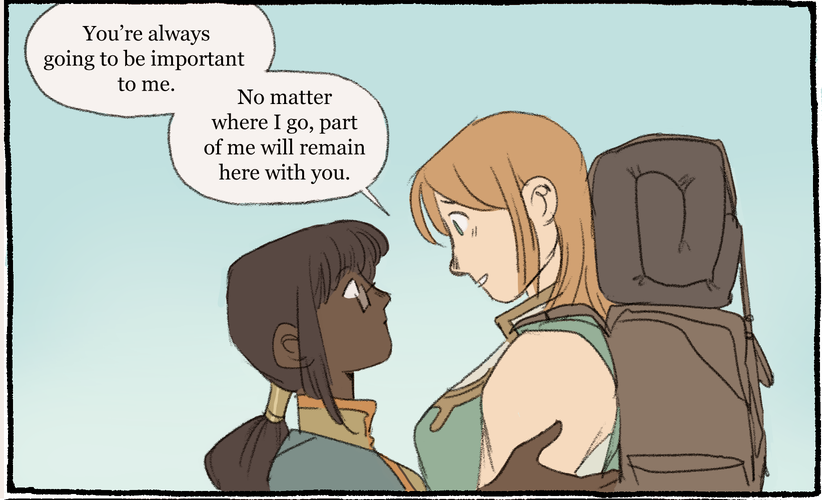 You’re always
going to be important
to me.
No matter
where I go, part
of me will remain
here with you.